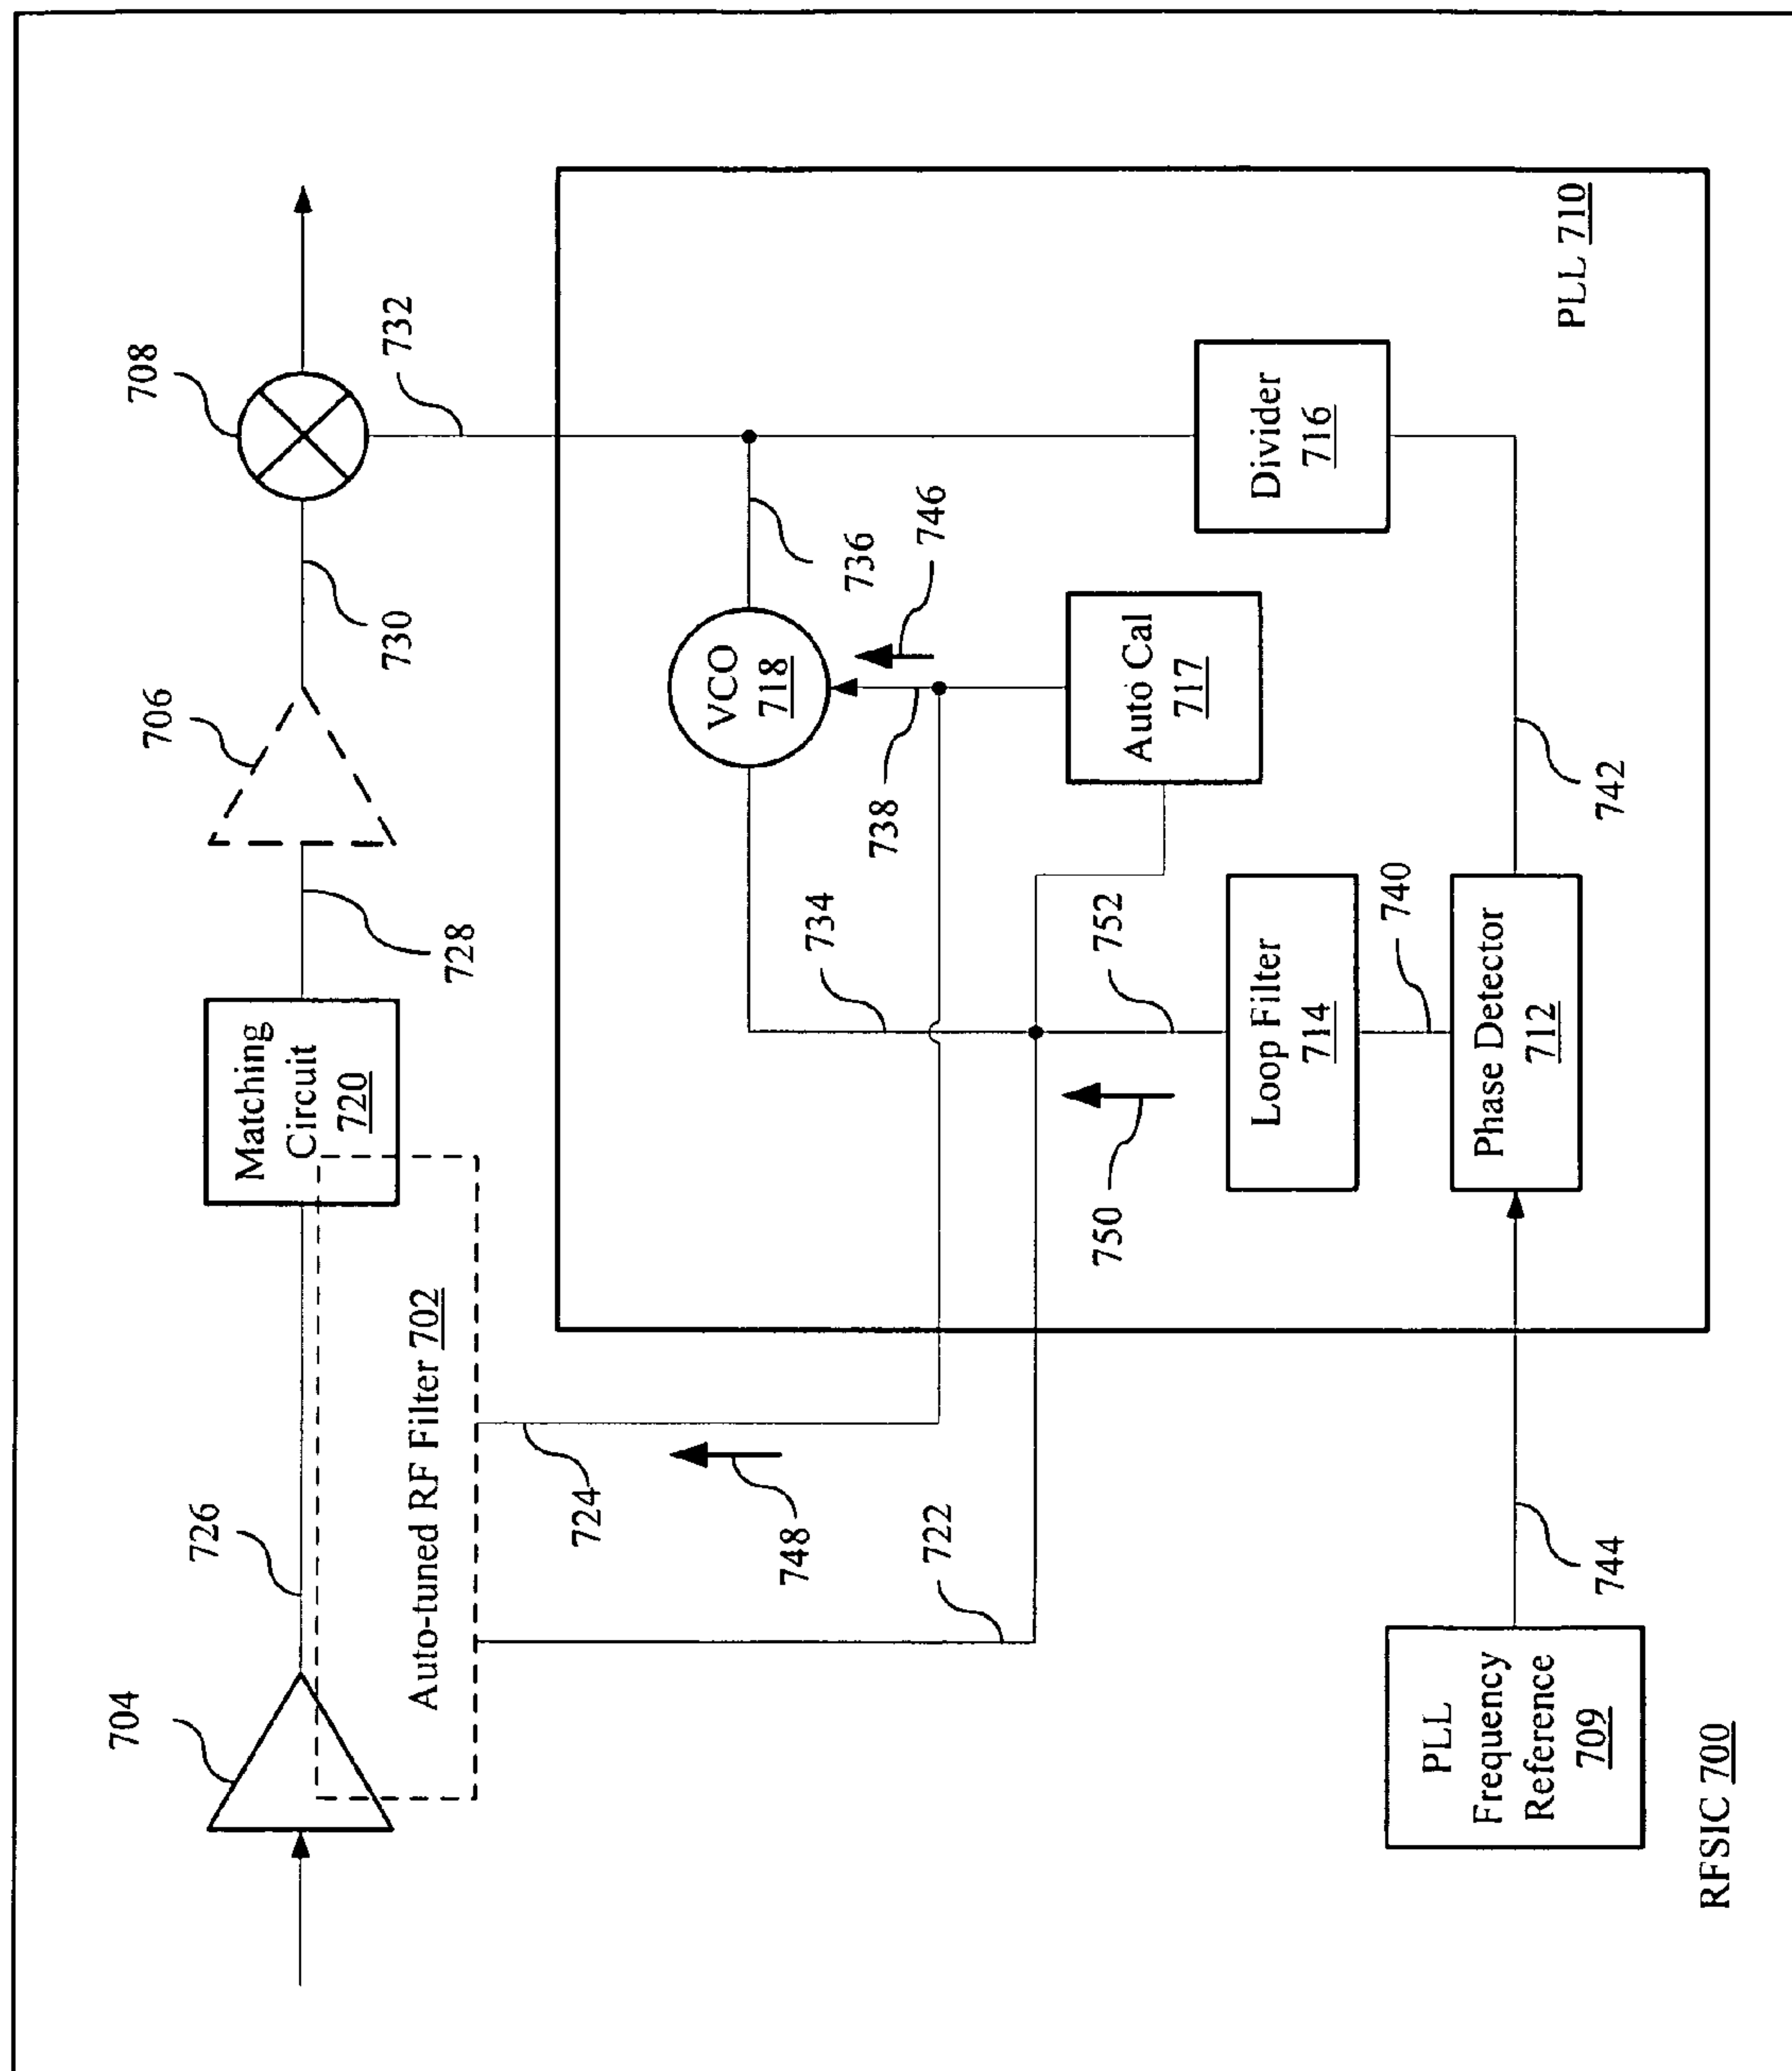 704
726
Matching
Circuit
720
728
706
730
708
732
Auto-tuned RF Filter 702
724
748
722
VCO
718
736
746
738
734
752
750
Auto Cal
717
Divider
716
Loop Filter
714
740
742
Phase Detector
712
PLL 710
744
PLL
Frequency
Reference
709
RFSIC 700